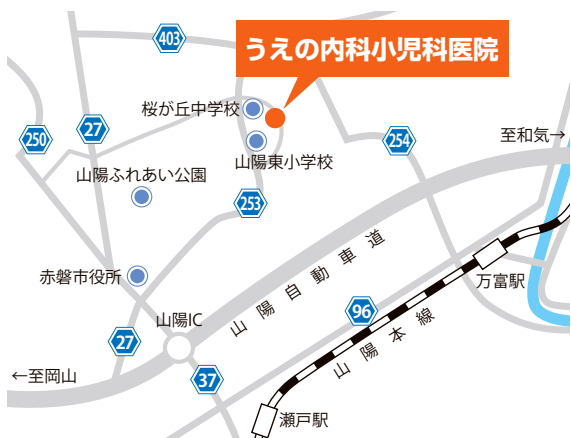 403
うえの内科小児科医院
桜が丘中学校
27
250
254
至和気→
山陽東小学校
山陽ふれあい公園
253
山陽自動車道
万富駅
赤磐市役所
96
山陽IC
27
山陽本線
←至岡山
37
瀬戸駅